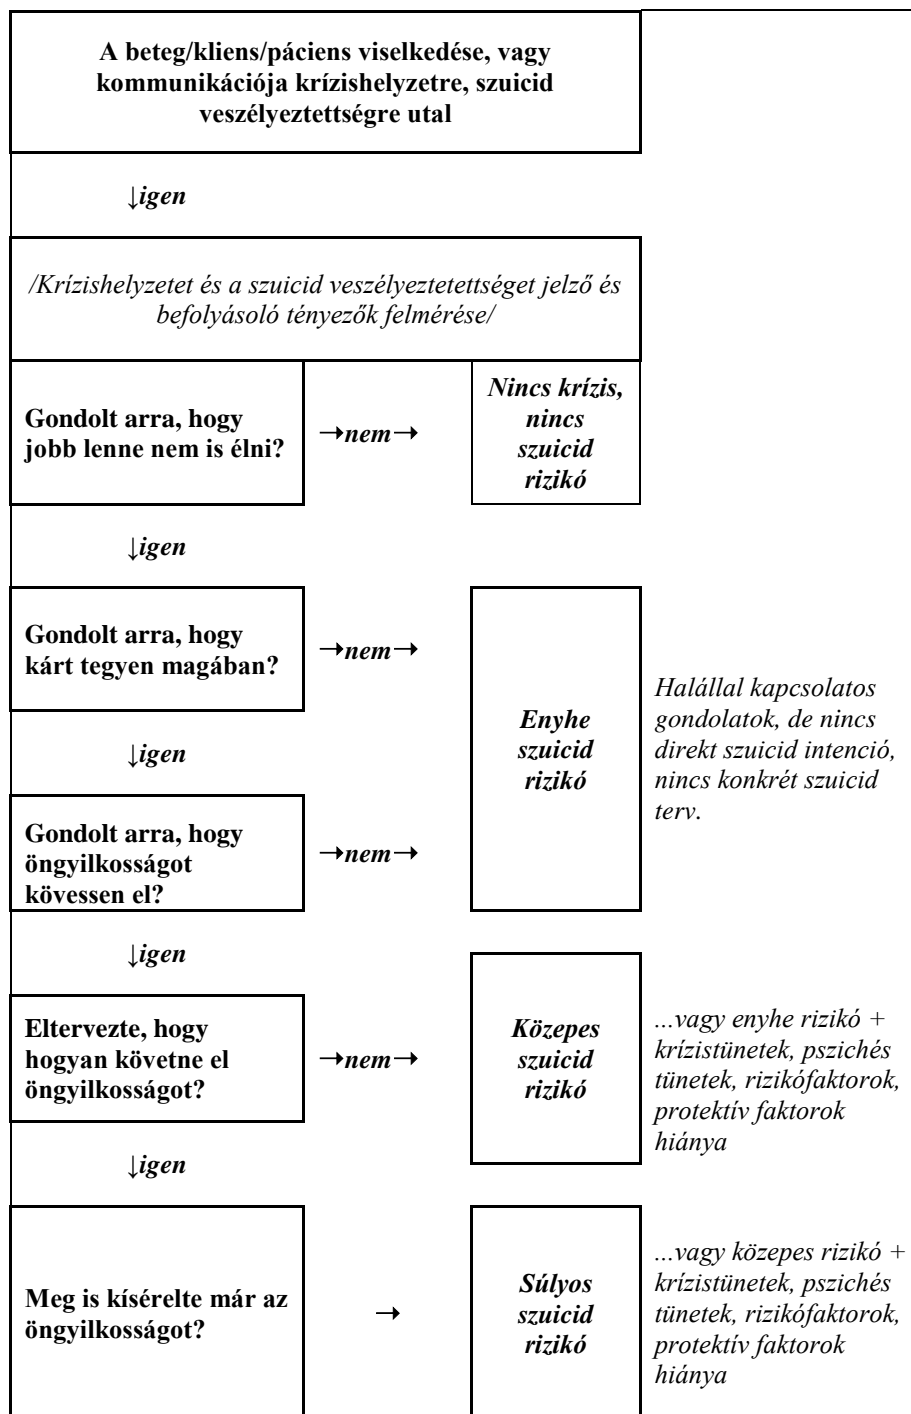 A beteg/kliens/páciens viselkedése, vagy
kommunikációja krízishelyzetre, szuicid
veszélyeztettségre utal
↓igen
/Krízishelyzetet és a szuicid veszélyeztetettséget jelző és
befolyásoló tényezők felmérése/
Gondolt arra, hogy
jobb lenne nem is élni?
→nem→
Nincs krízis,
nincs
szuicid
rizikó
↓igen
Gondolt arra, hogy
kárt tegyen magában?
→nem→
↓igen
Gondolt arra, hogy
öngyilkosságot
kövessen el?
→nem→
Enyhe
szuicid
rizikó
Halállal kapcsolatos
gondolatok, de nincs
direkt szuicid intenció,
nincs konkrét szuicid
terv.
↓igen
Eltervezte, hogy
hogyan követne el
öngyilkosságot?
→nem→
Közepes
szuicid
rizikó
...vagy enyhe rizikó +
krízistünetek, pszichés
tünetek, rizikófaktorok,
protektív faktorok
hiánya
↓igen
Meg is kísérelte már az
öngyilkosságot?
→
Súlyos
szuicid
rizikó
...vagy közepes rizikó +
krízistünetek, pszichés
tünetek, rizikófaktorok,
protektív faktorok
hiánya